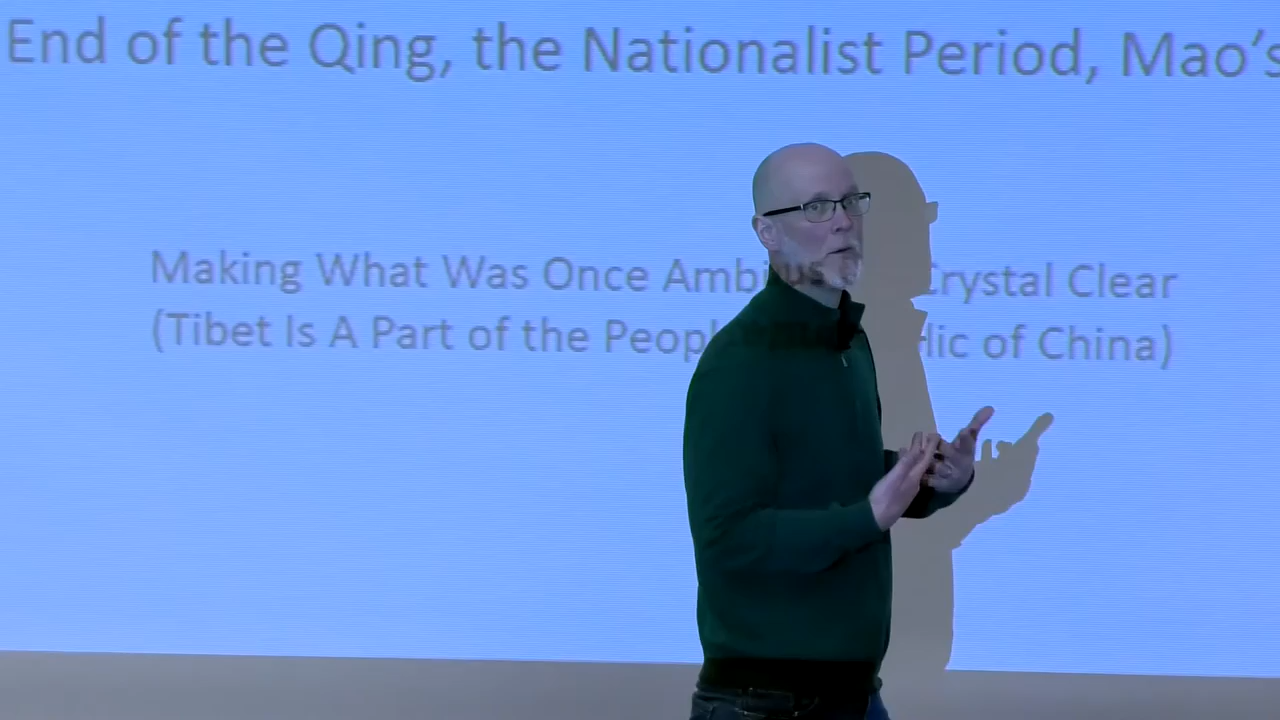 End of the Qing, the Nationalist Period, Mao's
Making What Was Once Crystal Clear
(Tibet Is A Part of the of China)